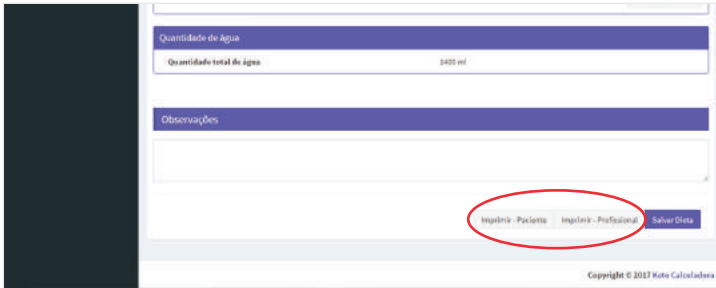 Quantidade de água
Quantidade total de água 1400 ml
Observações
Imprimir - Paciente Imprimir - Profissional Salvar Dieta
Copyright © 2017 Keto Calculadora